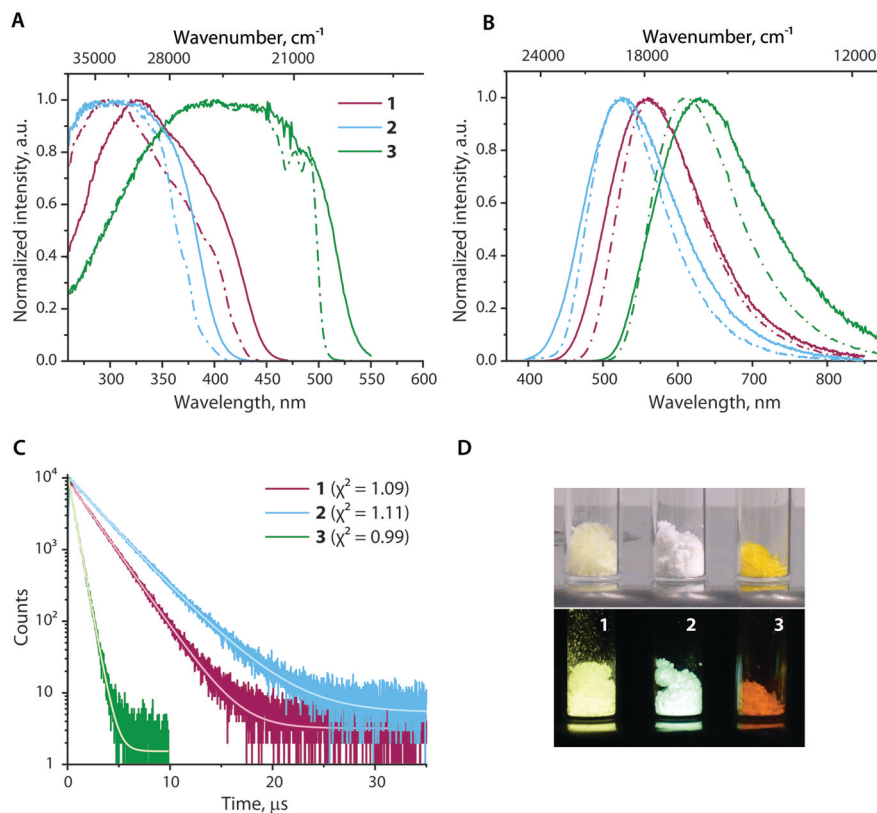 A
Wavenumber, cm⁻¹
35000 28000 21000
Normalized intensity, a.u.
1.0
0.8
0.6
0.4
0.2
0.0
1
2
3
300 350 400 450 500 550 600
Wavelength, nm
B
Wavenumber, cm⁻¹
24000 18000 12000
Normalized intensity, a.u.
1.0
0.8
0.6
0.4
0.2
0.0
400 500 600 700 800
Wavelength, nm
C
Counts
10⁴
10³
10²
10
1
1 (χ² = 1.09)
2 (χ² = 1.11)
3 (χ² = 0.99)
0 10 20 30
Time, μs
D
1 2 3